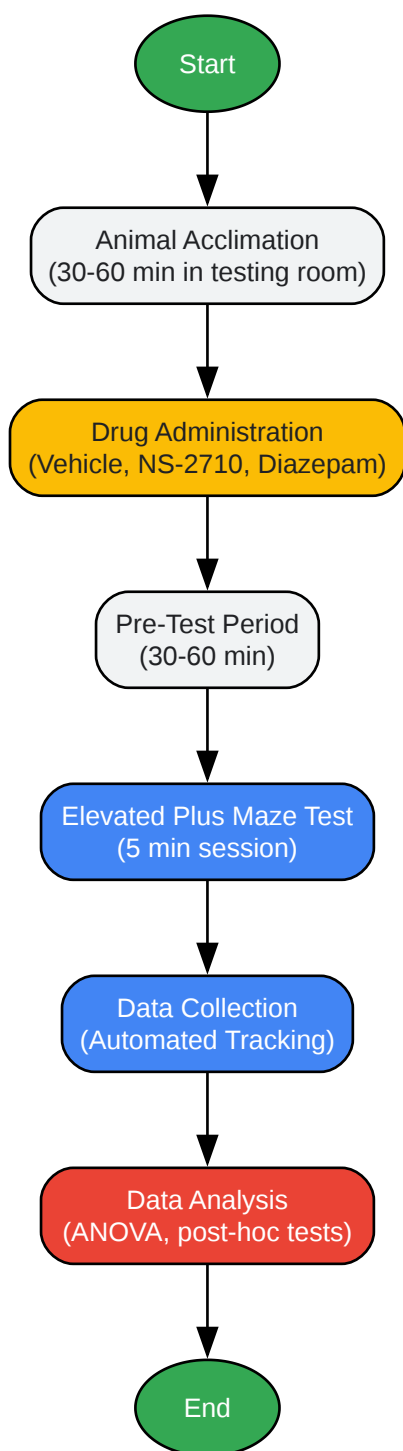 Start
Animal Acclimation
(30-60 min in testing room)
Drug Administration
(Vehicle, NS-2710, Diazepam)
Pre-Test Period
(30-60 min)
Elevated Plus Maze Test
(5 min session)
Data Collection
(Automated Tracking)
Data Analysis
(ANOVA, post-hoc tests)
End